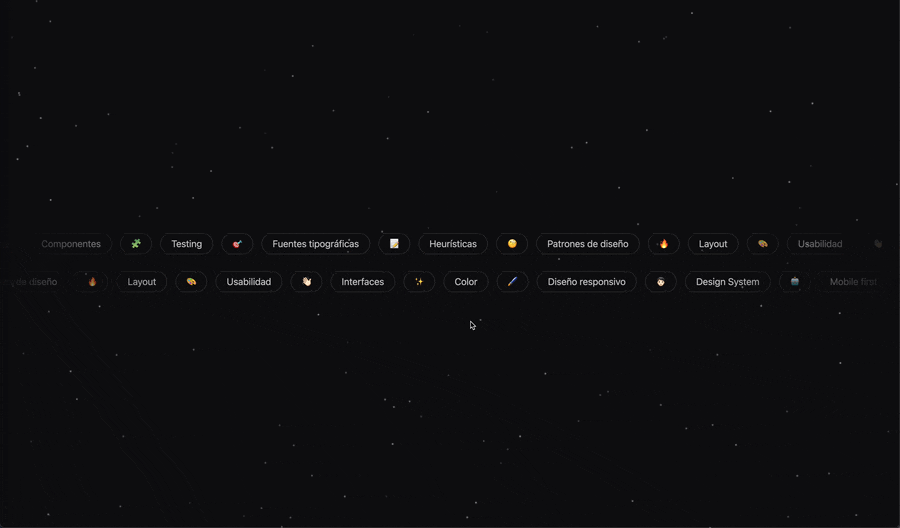 Componentes 🧩 Testing 🎯 Fuentes tipográficas 📝 Heurísticas 🧐 Patrones de diseño 🔥 Layout 🎨 Usabilidad
de diseño 🔥 Layout 🎨 Usabilidad 👋🏻 Interfaces ✨ Color 🖌️ Diseño responsivo 👨🏻 Design System 🤖 Mobile first